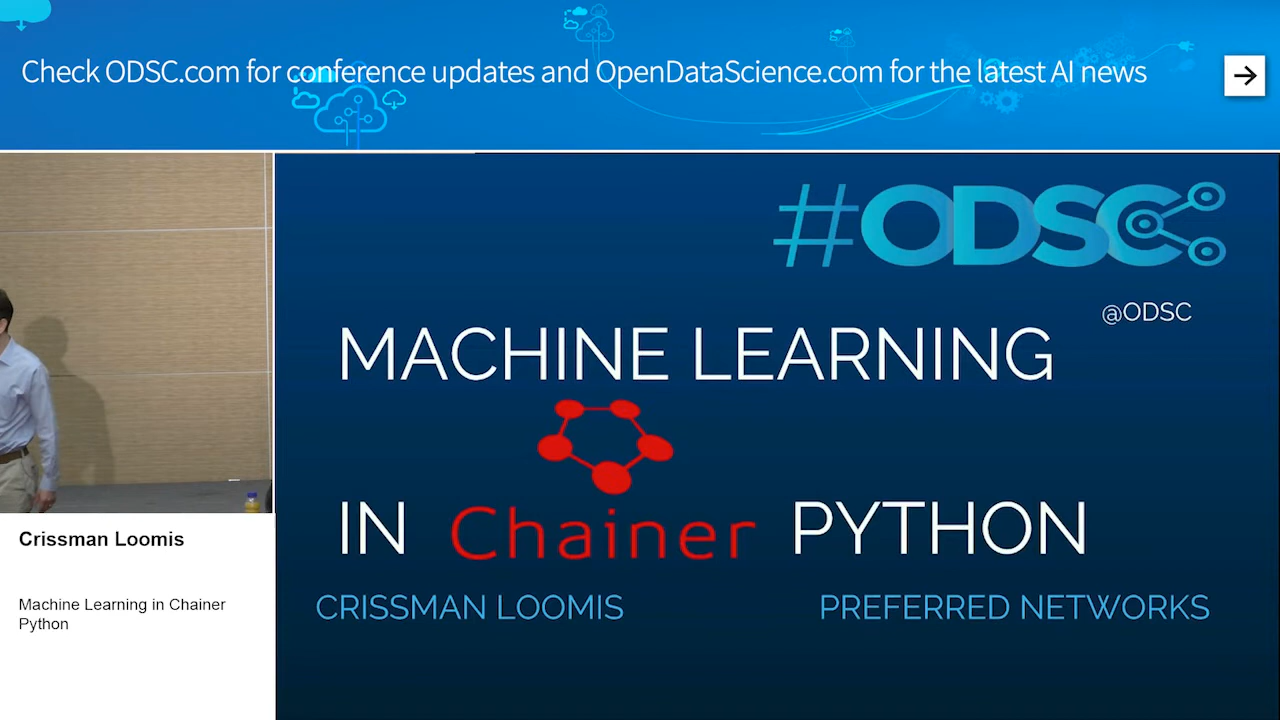 Check ODSC.com for conference updates and OpenDataScience.com for the latest AI news
#ODSC
@ODSC
MACHINE LEARNING
IN Chainer PYTHON
CRISSMAN LOOMIS PREFERRED NETWORKS
Crissman Loomis
Machine Learning in Chainer
Python